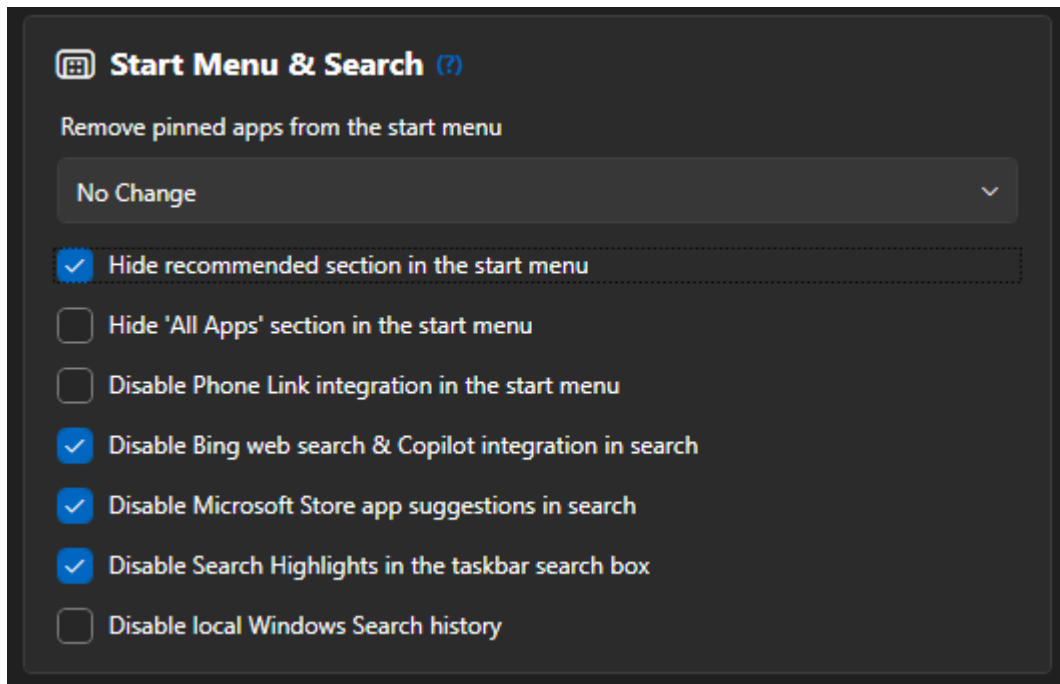 Start Menu & Search (?)
Remove pinned apps from the start menu
No Change
Hide recommended section in the start menu
Hide 'All Apps' section in the start menu
Disable Phone Link integration in the start menu
Disable Bing web search & Copilot integration in search
Disable Microsoft Store app suggestions in search
Disable Search Highlights in the taskbar search box
Disable local Windows Search history